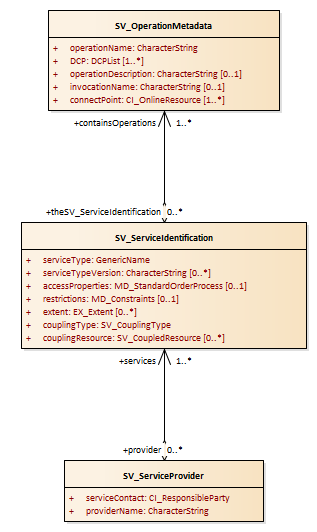 SV_OperationMetadata
+ operationName: CharacterString
+ DCP: DCPList [1..*]
+ operationDescription: CharacterString [0..1]
+ invocationName: CharacterString [0..1]
+ connectPoint: CI_OnlineResource [1..*]
+containsOperations 1..*
+theSV_ServiceIdentification 0..*
SV_ServiceIdentification
+ serviceType: GenericName
+ serviceTypeVersion: CharacterString [0..*]
+ accessProperties: MD_StandardOrderProcess [0..1]
+ restrictions: MD_Constraints [0..1]
+ extent: EX_Extent [0..*]
+ couplingType: SV_CouplingType
+ couplingResource: SV_CoupledResource [0..*]
+services 1..*
+provider 0..*
SV_ServiceProvider
+ serviceContact: CI_ResponsibleParty
+ providerName: CharacterString